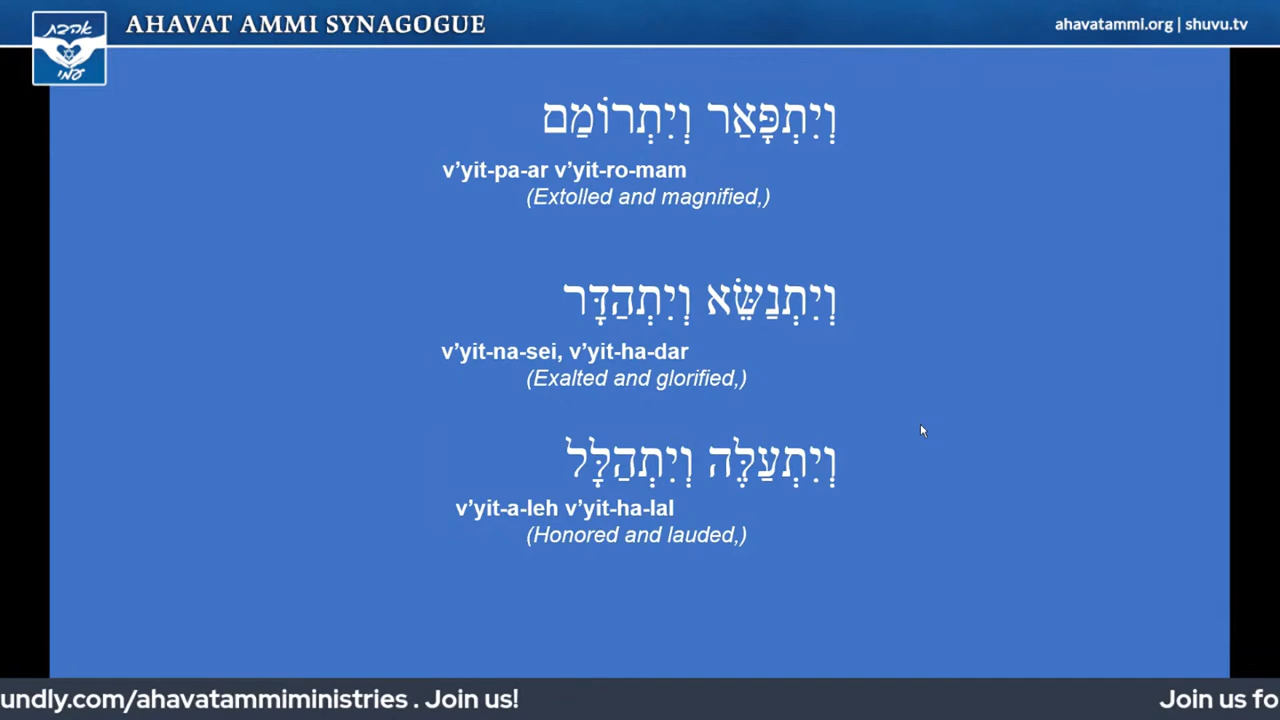 אהבת
עמי
AHAVAT AMMI SYNAGOGUE
ahavatammi.org | shuvu.tv
וְיִתְפָּאַר וְיִתְרוֹמַם
v’yit-pa-ar v’yit-ro-mam
(Extolled and magnified,)
וְיִתְנַשֵּׂא וְיִתְהַדָּר
v’yit-na-sei, v’yit-ha-dar
(Exalted and glorified,)
וְיִתְעַלֶּה וְיִתְהַלָּל
v’yit-a-leh v’yit-ha-lal
(Honored and lauded,)
undly.com/ahavatammiministries . Join us! Join us fo